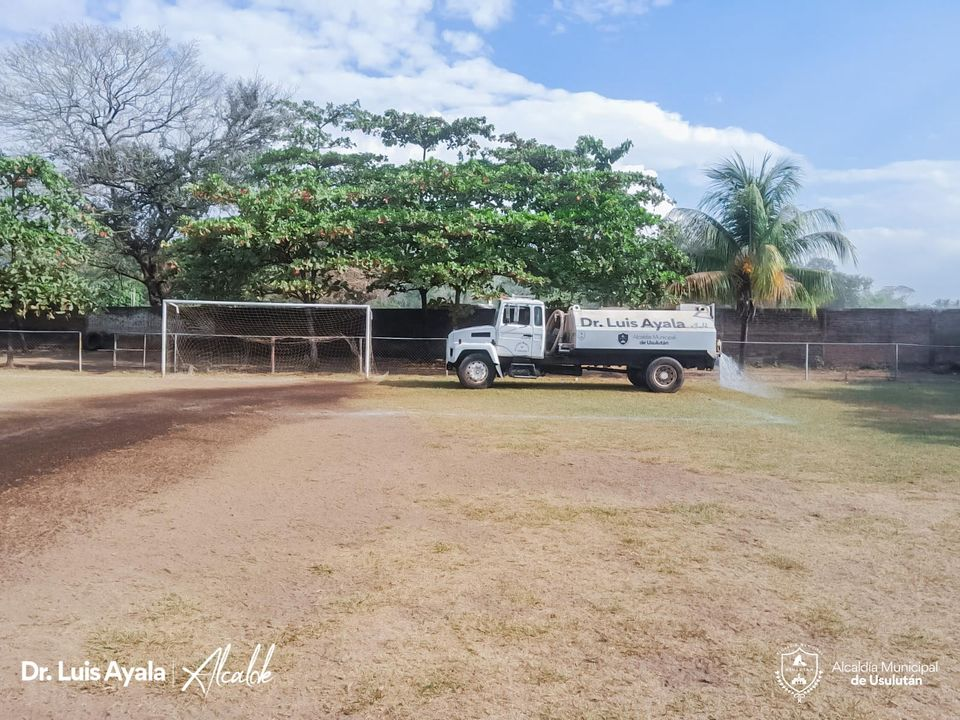 Dr. Luis Ayala
Alcaldía Municipal
de Usulután
Dr. Luis Ayala | Alcalde
Alcaldía Municipal
de Usulután